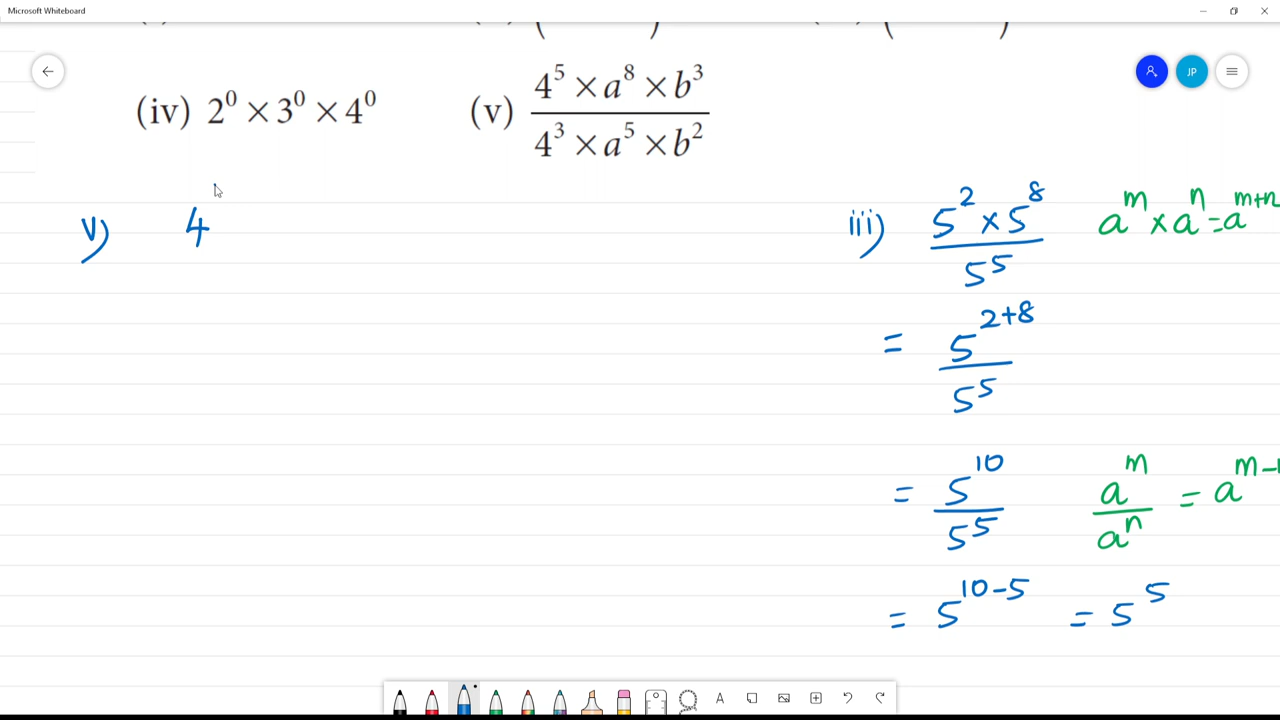 Microsoft Whiteboard
(iv) 2⁰ × 3⁰ × 4⁰
(v) 4⁵ × a⁸ × b³
4³ × a⁵ × b²
JP
v) 4
iii) 5² × 5⁸
5⁵
aᵐ × aⁿ = aᵐ⁺ⁿ
= 5²⁺⁸
5⁵
= 5¹⁰
5⁵
aᵐ
aⁿ
= aᵐ⁻
= 5¹⁰⁻⁵ = 5⁵
A